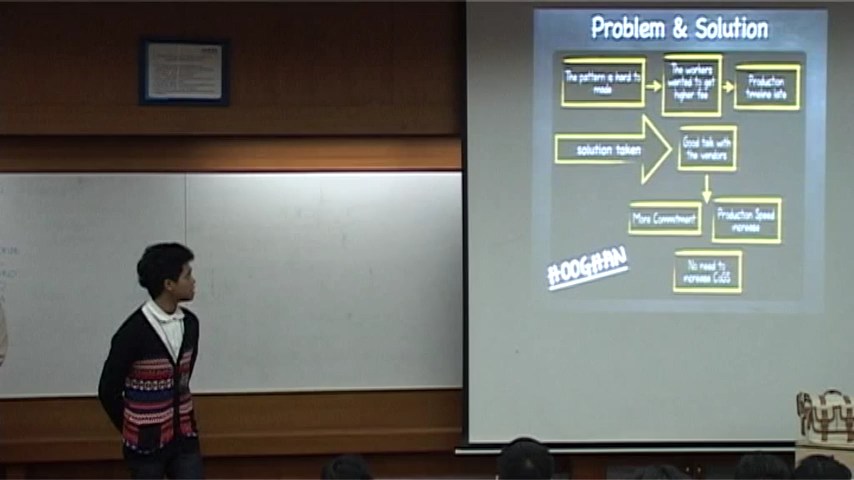 Problem & Solution
The pattern is hard to
made
The workers
wanted to get
higher fee
Production
timeline late
solution taken
Good talk with
the vendors
More Commitment
Production Speed
increase
No need to
increase CoGS
HOOGHAN